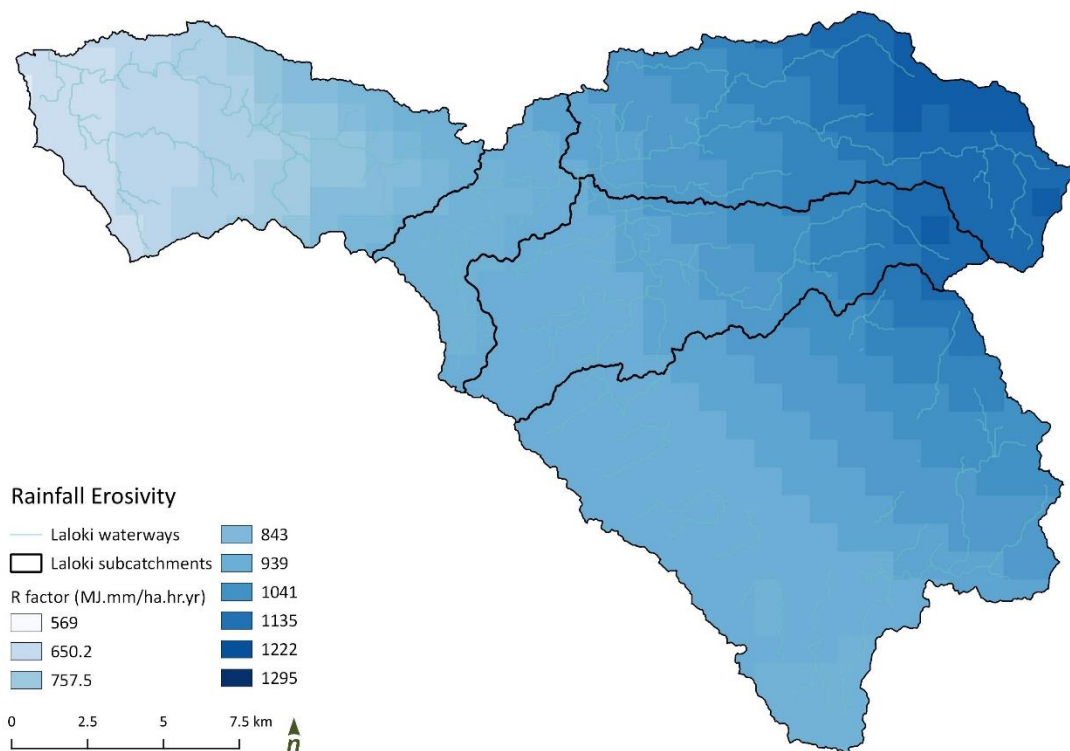 Rainfall Erosivity
Laloki waterways
Laloki subcatchments
R factor (MJ.mm/ha.hr.yr)
569
650.2
757.5
843
939
1041
1135
1222
1295
0 2.5 5 7.5 km
n